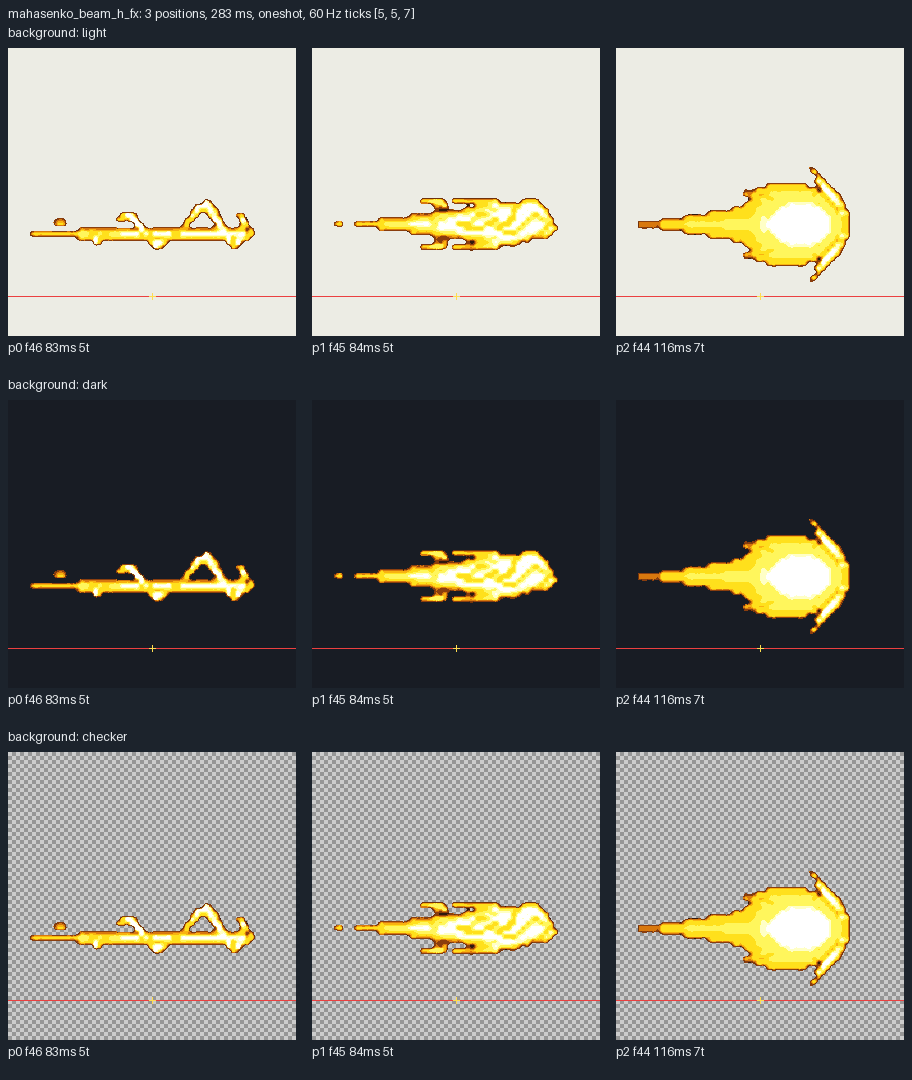 mahasenko_beam_h_fx: 3 positions, 283 ms, oneshot, 60 Hz ticks [5, 5, 7]
background: light
p0 f46 83ms 5t
p1 f45 84ms 5t
p2 f44 116ms 7t
background: dark
p0 f46 83ms 5t
p1 f45 84ms 5t
p2 f44 116ms 7t
background: checker
p0 f46 83ms 5t
p1 f45 84ms 5t
p2 f44 116ms 7t